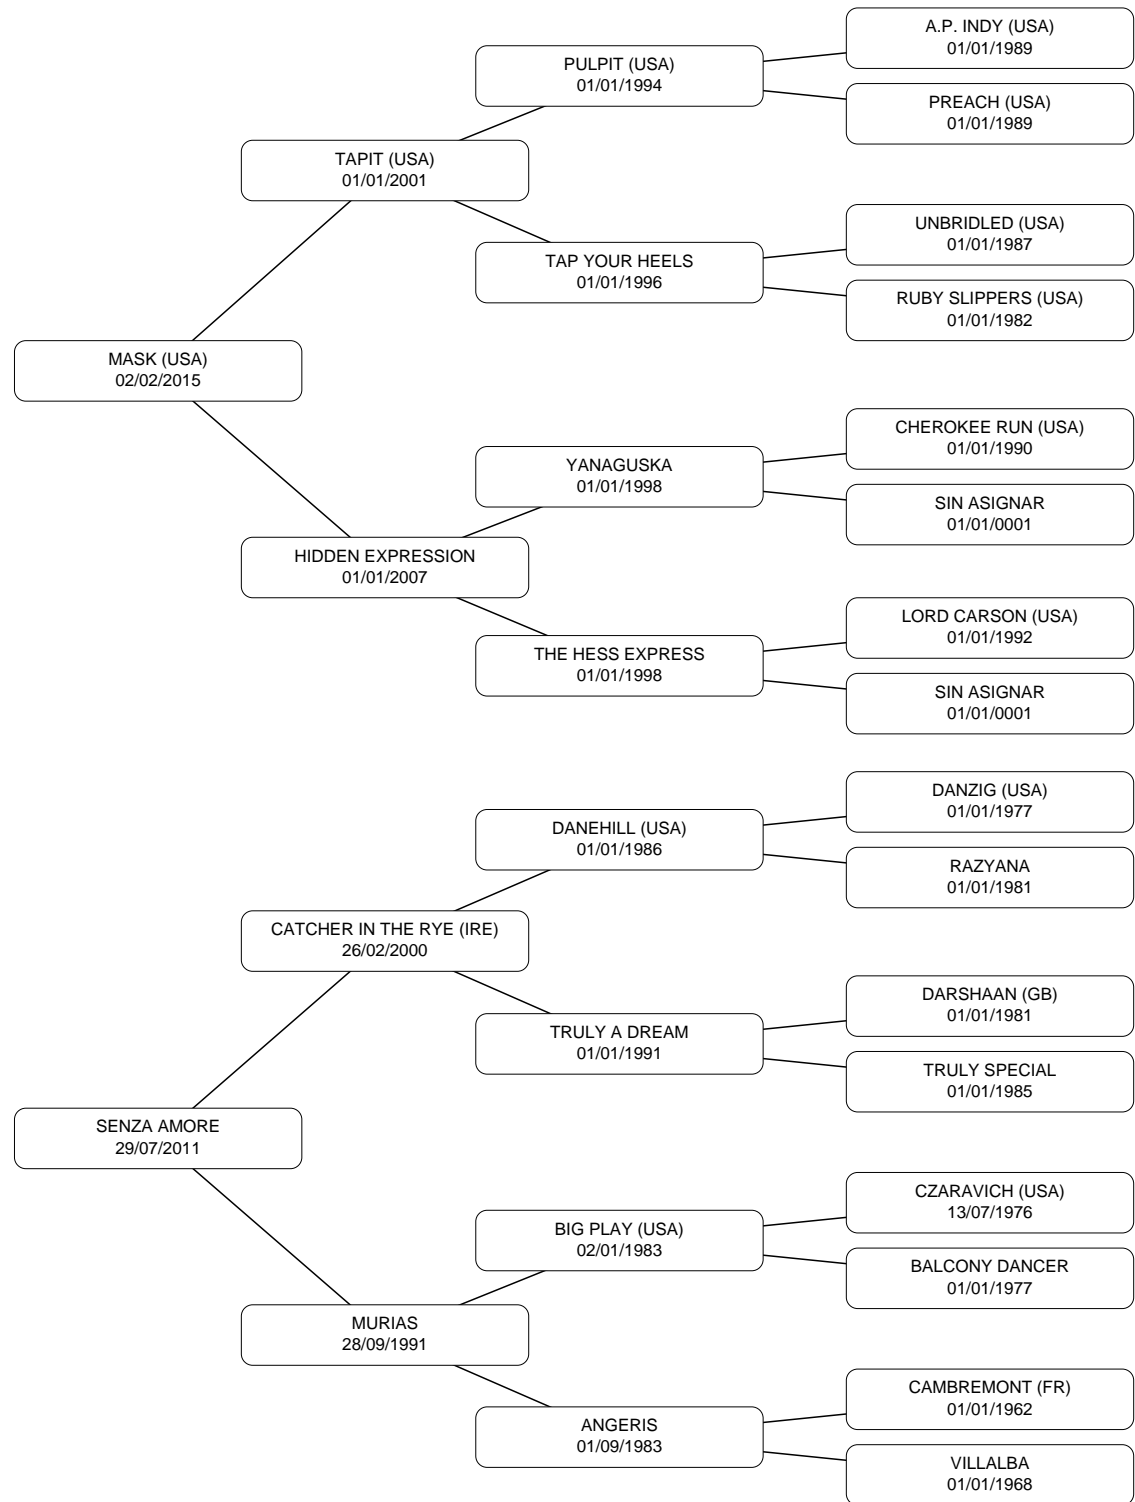 A.P. INDY (USA)
01/01/1989
PULPIT (USA)
01/01/1994
PREACH (USA)
01/01/1989
TAPIT (USA)
01/01/2001
UNBRIDLED (USA)
01/01/1987
TAP YOUR HEELS
01/01/1996
RUBY SLIPPERS (USA)
01/01/1982
MASK (USA)
02/02/2015
CHEROKEE RUN (USA)
01/01/1990
YANAGUSKA
01/01/1998
SIN ASIGNAR
01/01/0001
HIDDEN EXPRESSION
01/01/2007
LORD CARSON (USA)
01/01/1992
THE HESS EXPRESS
01/01/1998
SIN ASIGNAR
01/01/0001
DANZIG (USA)
01/01/1977
DANEHILL (USA)
01/01/1986
RAZYANA
01/01/1981
CATCHER IN THE RYE (IRE)
26/02/2000
DARSHAAN (GB)
01/01/1981
TRULY A DREAM
01/01/1991
TRULY SPECIAL
01/01/1985
SENZA AMORE
29/07/2011
CZARAVICH (USA)
13/07/1976
BIG PLAY (USA)
02/01/1983
BALCONY DANCER
01/01/1977
MURIAS
28/09/1991
CAMBREMONT (FR)
01/01/1962
ANGERIS
01/09/1983
VILLALBA
01/01/1968